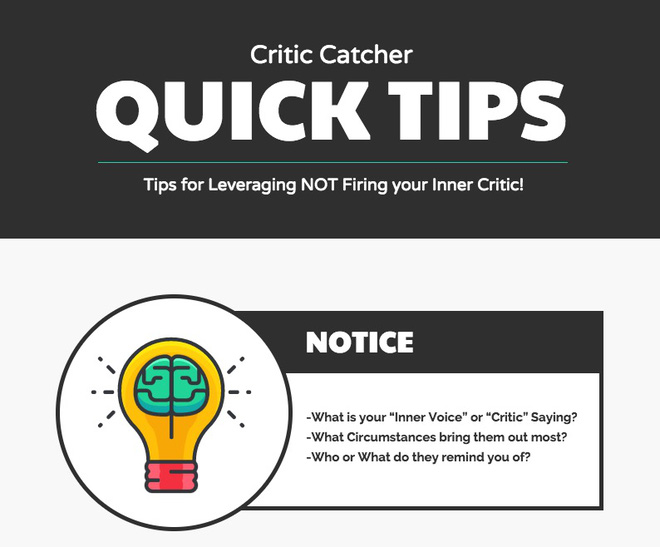 Critic Catcher
QUICK TIPS
Tips for Leveraging NOT Firing your Inner Critic!
NOTICE
-What is your “Inner Voice” or “Critic” Saying?
-What Circumstances bring them out most?
-Who or What do they remind you of?